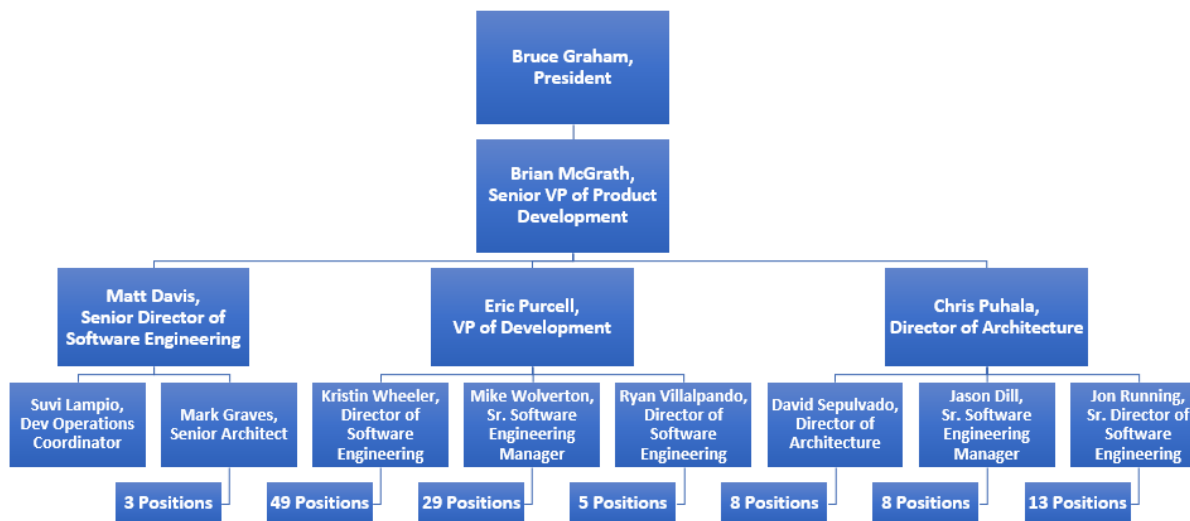 Bruce Graham,
President
Brian McGrath,
Senior VP of Product
Development
Matt Davis,
Senior Director of
Software Engineering
Eric Purcell,
VP of Development
Chris Puhala,
Director of Architecture
Suvi Lampio,
Dev Operations
Coordinator
Mark Graves,
Senior Architect
Kristin Wheeler,
Director of
Software
Engineering
Mike Wolverton,
Sr. Software
Engineering
Manager
Ryan Villalpando,
Director of
Software
Engineering
David Sepulvado,
Director of
Architecture
Jason Dill,
Sr. Software
Engineering
Manager
Jon Running,
Sr. Director of
Software
Engineering
3 Positions
49 Positions
29 Positions
5 Positions
8 Positions
8 Positions
13 Positions